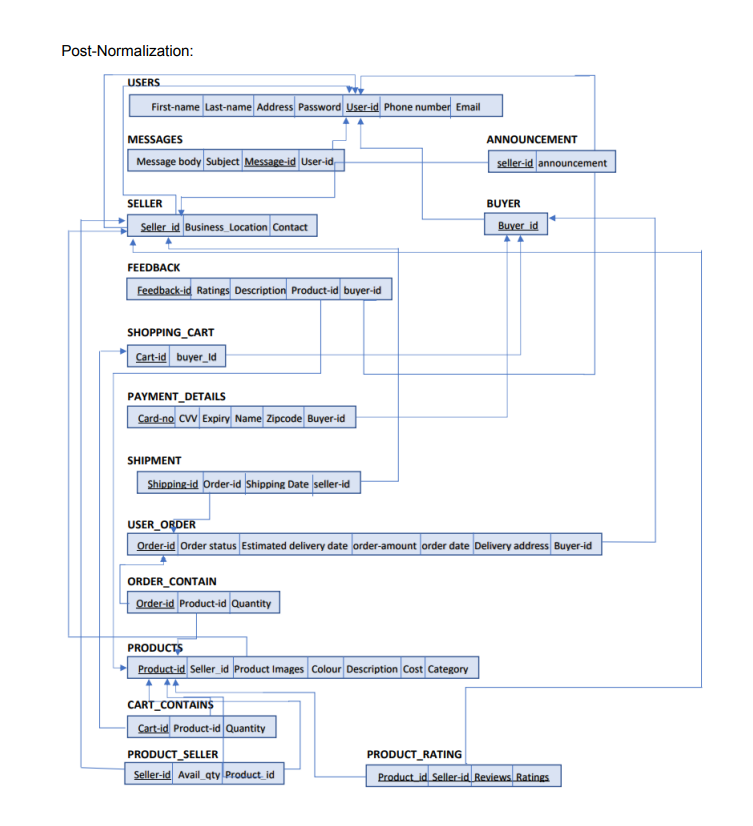 Post-Normalization:
USERS
First-name Last-name Address Password User-id Phone number Email
MESSAGES
ANNOUNCEMENT
Message body Subject Message-id User-id
seller-id announcement
SELLER
BUYER
Seller_id Business_Location Contact
Buyer_id
FEEDBACK
Feedback-id Ratings Description Product-id buyer-id
SHOPPING_CART
Cart-id buyer_Id
PAYMENT_DETAILS
Card-no CVV Expiry Name Zipcode Buyer-id
SHIPMENT
Shipping-id Order-id Shipping Date seller-id
USER_ORDER
Order-id Order status Estimated delivery date order-amount order date Delivery address Buyer-id
ORDER_CONTAIN
Order-id Product-id Quantity
PRODUCTS
Product-id Seller_id Product Images Colour Description Cost Category
CART_CONTAINS
Cart-id Product-id Quantity
PRODUCT_SELLER
PRODUCT_RATING
Seller-id Avail_qty Product_id
Product_id Seller-id Reviews Ratings